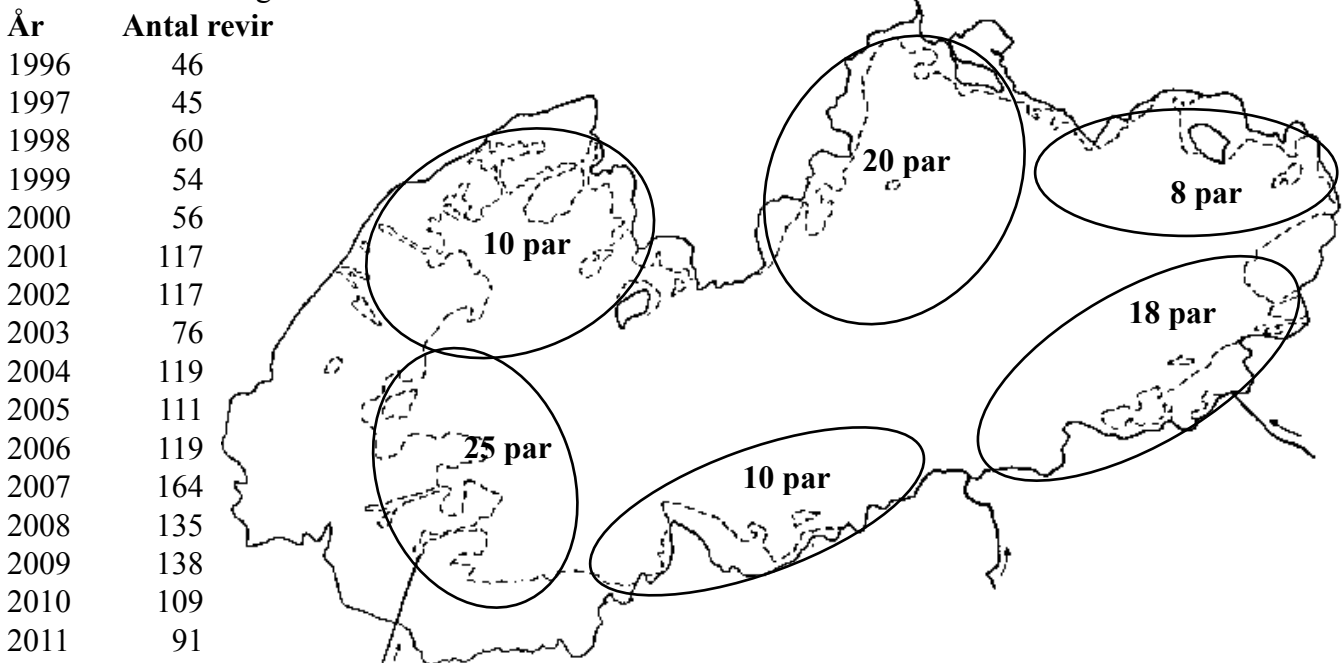 År Antal revir
1996 46
1997 45
1998 60
1999 54
2000 56
2001 117
2002 117
2003 76
2004 119
2005 111
2006 119
2007 164
2008 135
2009 138
2010 109
2011 91
20 par
8 par
10 par
18 par
25 par
10 par